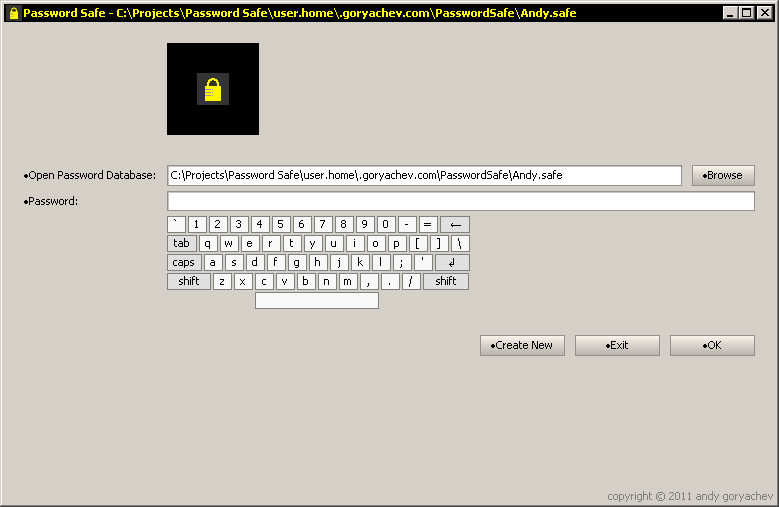 Password Safe - C:\Projects\Password Safe\user.home\.goryachev.com\PasswordSafe\Andy.safe
•Open Password Database: C:\Projects\Password Safe\user.home\.goryachev.com\PasswordSafe\Andy.safe •Browse
•Password:
` 1 2 3 4 5 6 7 8 9 0 - = ←
tab q w e r t y u i o p [ ] \
caps a s d f g h j k l ; ' ↲
shift z x c v b n m , . / shift
•Create New •Exit •OK
copyright © 2011 andy goryachev